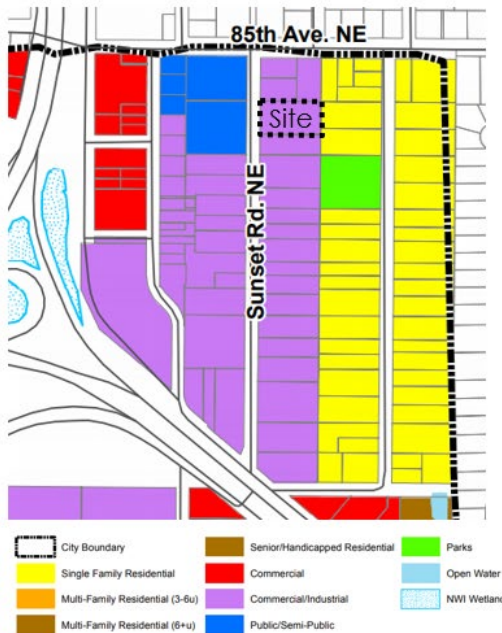 85th Ave. NE
Site
Sunset Rd. NE
City Boundary
Single Family Residential
Multi-Family Residential (3-6u)
Multi-Family Residential (6+u)
Senior/Handicapped Residential
Commercial
Commercial/Industrial
Public/Semi-Public
Parks
Open Water
NWI Wetland